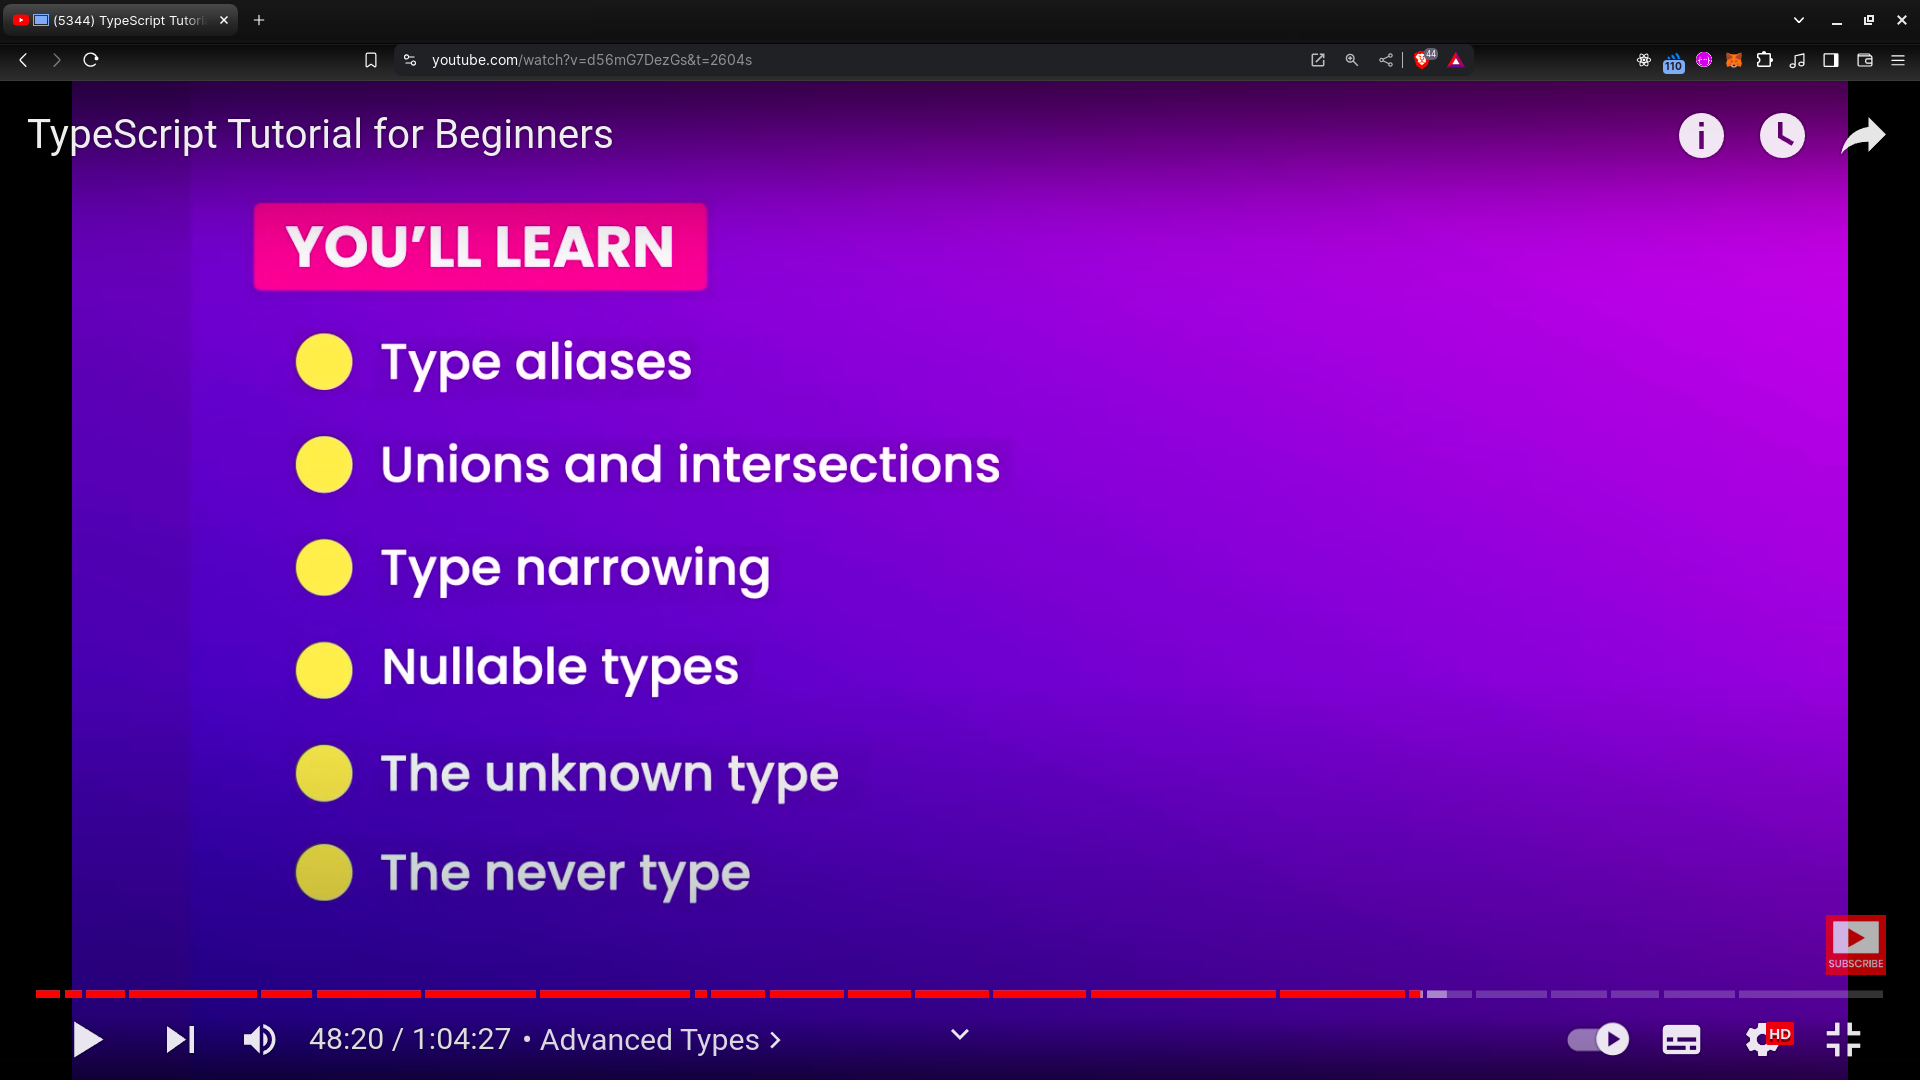 (5344) TypeScript Tutori
youtube.com/watch?v=d56mG7DezGs&t=2604s
44
110
TypeScript Tutorial for Beginners
YOU’LL LEARN
Type aliases
Unions and intersections
Type narrowing
Nullable types
The unknown type
The never type
SUBSCRIBE
48:20 / 1:04:27 • Advanced Types
HD